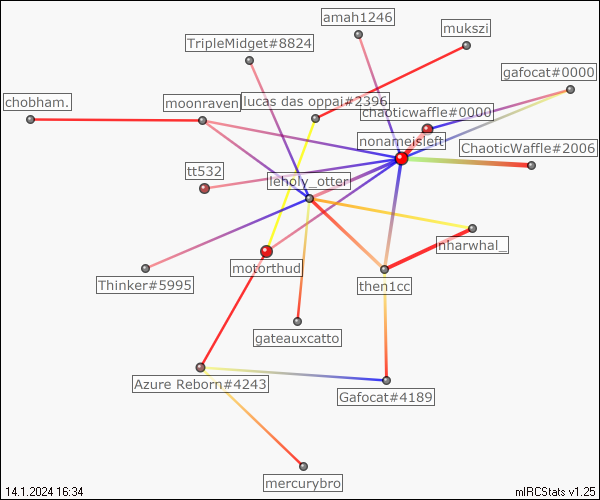 amah1246
mukszi
TripleMidget#8824
gafocat#0000
lucas das oppai#2396
chobham.
moonraven
chaoticwaffle#0000
nonameisleft
ChaoticWaffle#2006
tt532
leholy_otter
nharwhal_
motorthud
Thinker#5995
then1cc
gateauxcatto
Azure Reborn#4243
Gafocat#4189
mercurybro
14.1.2024 16:34
mIRCStats v1.25